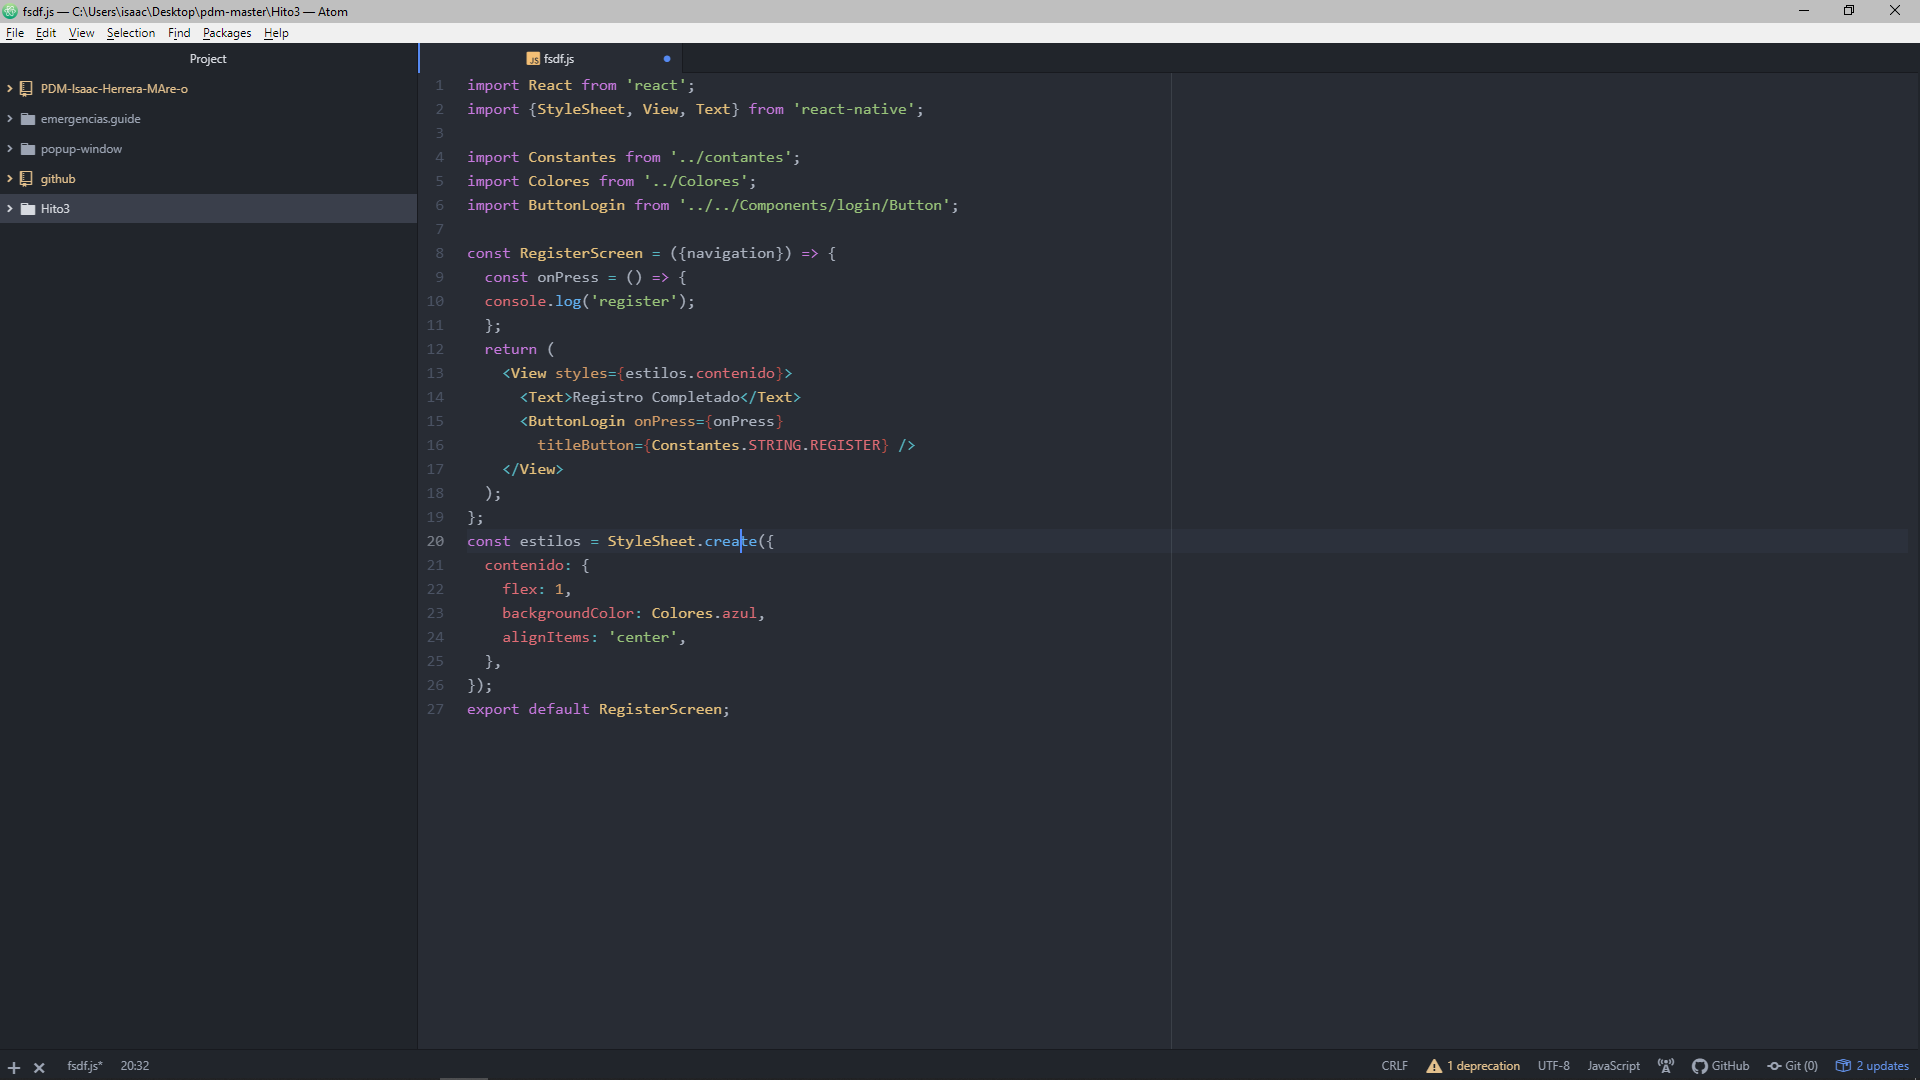 fsdf.js — C:\Users\isaac\Desktop\pdm-master\Hito3 — Atom
File Edit View Selection Find Packages Help
Project
PDM-Isaac-Herrera-MAre-o
emergencias.guide
popup-window
github
Hito3
fsdf.js
1 import React from 'react';
2 import {StyleSheet, View, Text} from 'react-native';
3
4 import Constantes from '../contantes';
5 import Colores from '../Colores';
6 import ButtonLogin from '../../Components/login/Button';
7
8 const RegisterScreen = ({navigation}) => {
9 const onPress = () => {
10 console.log('register');
11 };
12 return (
13 <View styles={estilos.contenido}>
14 <Text>Registro Completado</Text>
15 <ButtonLogin onPress={onPress}
16 titleButton={Constantes.STRING.REGISTER} />
17 </View>
18 );
19 };
20 const estilos = StyleSheet.create({
21 contenido: {
22 flex: 1,
23 backgroundColor: Colores.azul,
24 alignItems: 'center',
25 },
26 });
27 export default RegisterScreen;
fsdf.js* 20:32 CRLF 1 deprecation UTF-8 JavaScript GitHub Git (0) 2 updates